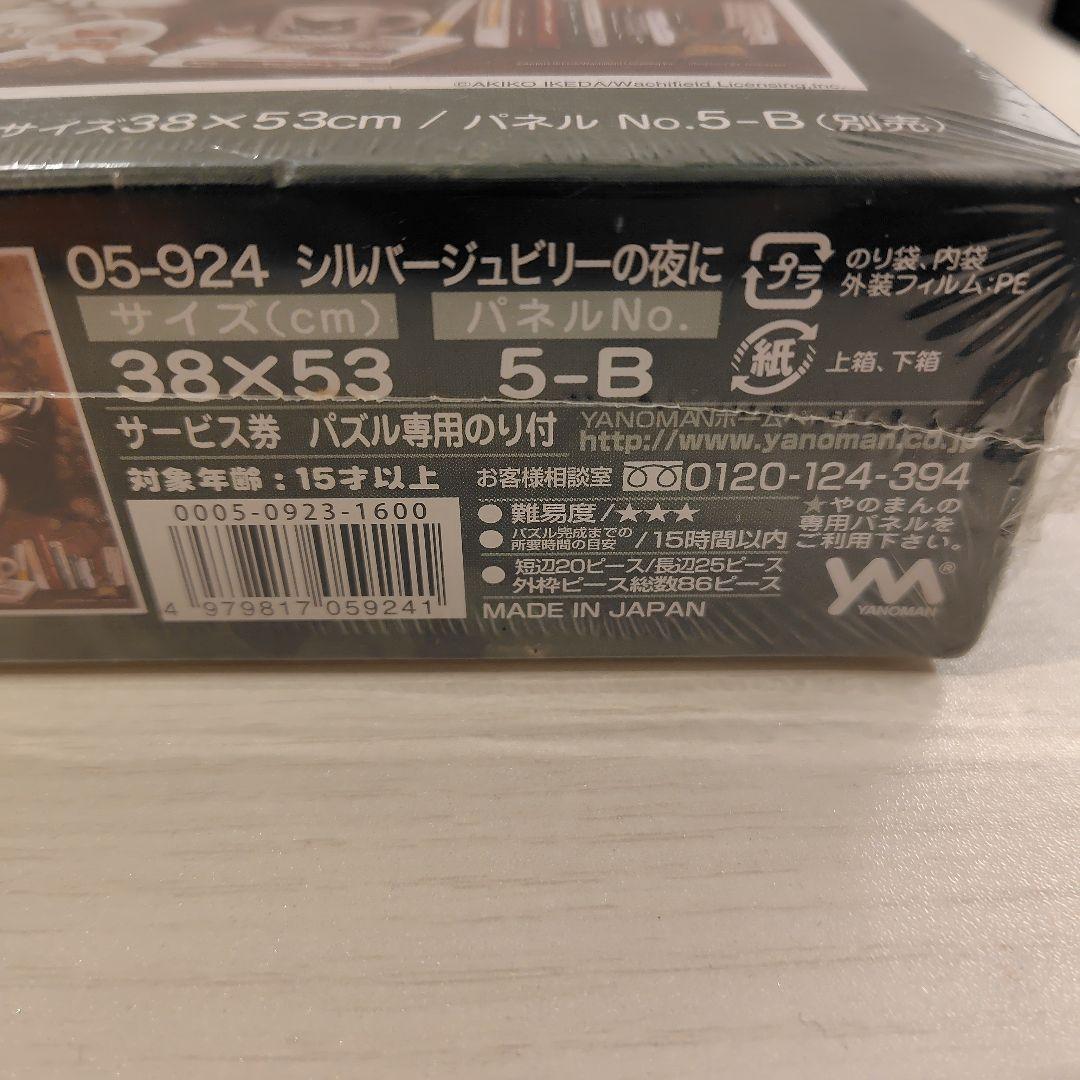 ©AKIKO IKEDA/Wachifield Licensing,Inc.
サイズ38×53cm / パネル No.5-B(別売)
05-924 シルバージュビリーの夜に
サイズ(cm) パネルNo.
38×53 5-B
サービス券 パズル専用のり付
対象年齢:15才以上
0005-0923-1600
4 979817 059241
プラ
のり袋、内袋
外装フィルム:PE
紙
上箱、下箱
YANOMANホームページ
http://www.yanoman.co.jp
お客様相談室 0120-124-394
●難易度/★★★
●パズル完成までの所要時間の目安/15時間以内
●短辺20ピース/長辺25ピース
外枠ピース総数86ピース
MADE IN JAPAN
★やのまんの
専用パネルを
ご利用下さい。
YM®
YANOMAN